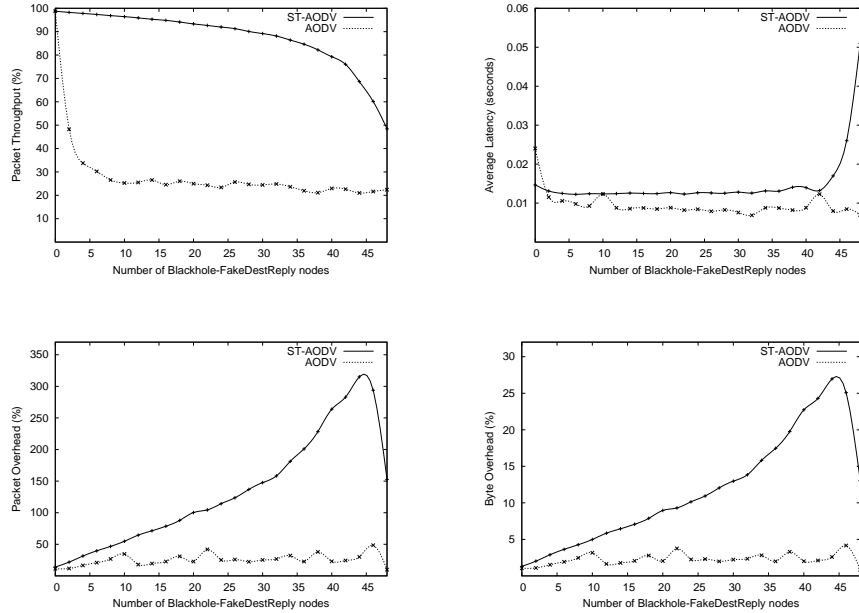 Packet Throughput (%)
100
90
80
70
60
50
40
30
20
10
0 5 10 15 20 25 30 35 40 45
Number of Blackhole-FakeDestReply nodes
ST-AODV
AODV
Average Latency (seconds)
0.06
0.05
0.04
0.03
0.02
0.01
0 5 10 15 20 25 30 35 40 45
Number of Blackhole-FakeDestReply nodes
ST-AODV
AODV
Packet Overhead (%)
350
300
250
200
150
100
50
0 5 10 15 20 25 30 35 40 45
Number of Blackhole-FakeDestReply nodes
ST-AODV
AODV
Byte Overhead (%)
30
25
20
15
10
5
0 5 10 15 20 25 30 35 40 45
Number of Blackhole-FakeDestReply nodes
ST-AODV
AODV